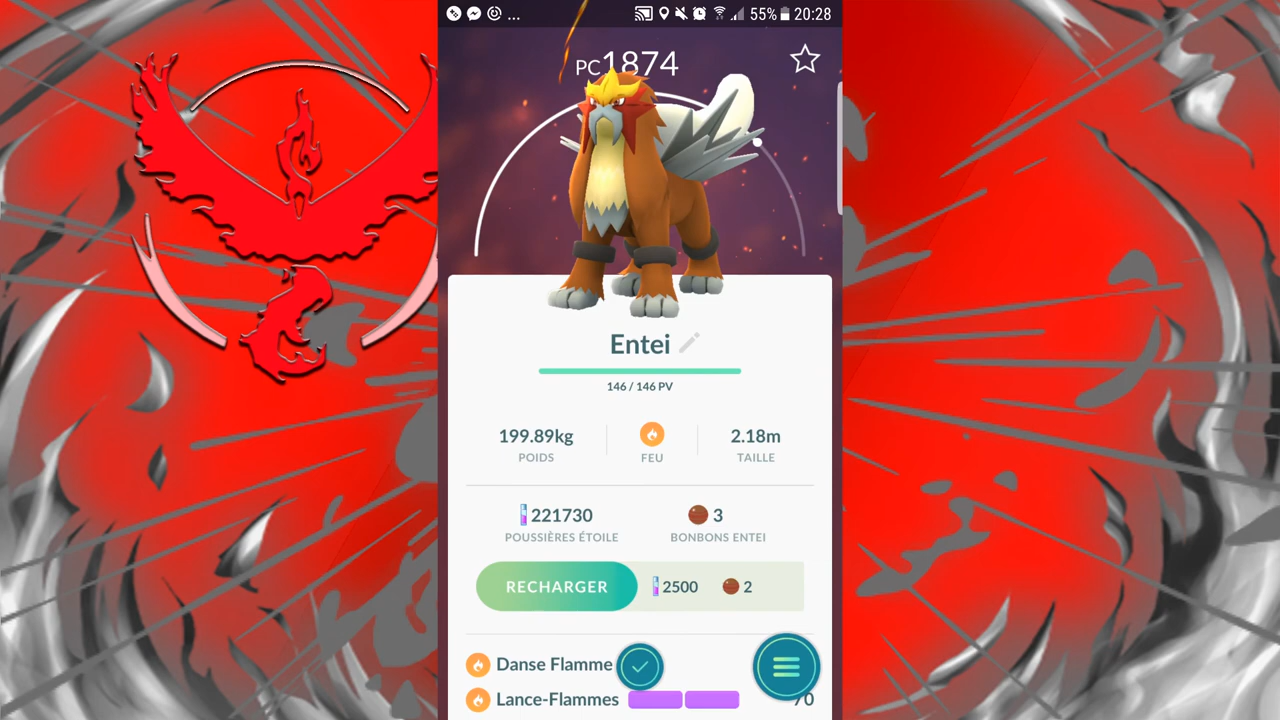 ... 55% 20:28
PC1874
Entei
146 / 146 PV
199.89kg 2.18m
POIDS FEU TAILLE
221730 3
POUSSIÈRES ÉTOILE BONBONS ENTEI
RECHARGER 2500 2
Danse Flamme
Lance-Flammes 70